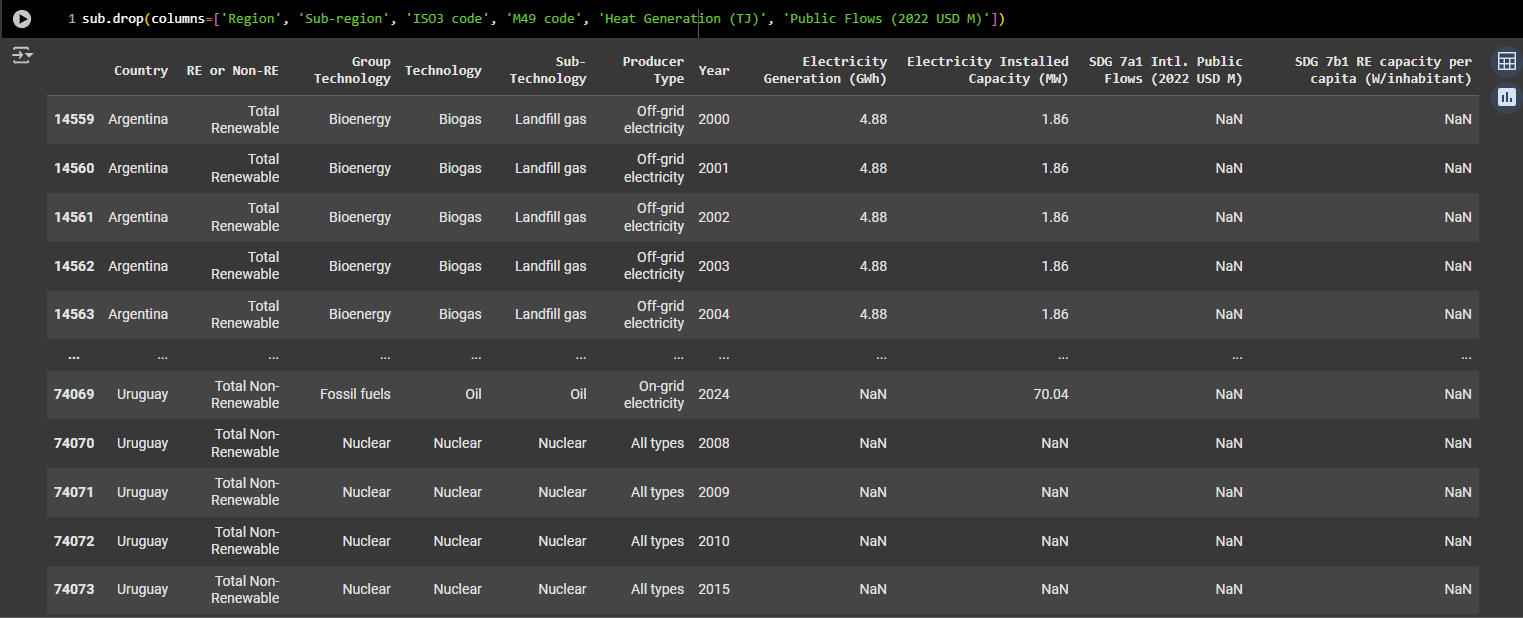 1 sub.drop(columns=['Region', 'Sub-region', 'ISO3 code', 'M49 code', 'Heat Generation (TJ)', 'Public Flows (2022 USD M)'])
Country RE or Non-RE Group Technology Technology Sub-Technology Producer Type Year Electricity Generation (GWh) Electricity Installed Capacity (MW) SDG 7a1 Intl. Public Flows (2022 USD M) SDG 7b1 RE capacity per capita (W/inhabitant)
14559 Argentina Total Renewable Bioenergy Biogas Landfill gas Off-grid electricity 2000 4.88 1.86 NaN NaN
14560 Argentina Total Renewable Bioenergy Biogas Landfill gas Off-grid electricity 2001 4.88 1.86 NaN NaN
14561 Argentina Total Renewable Bioenergy Biogas Landfill gas Off-grid electricity 2002 4.88 1.86 NaN NaN
14562 Argentina Total Renewable Bioenergy Biogas Landfill gas Off-grid electricity 2003 4.88 1.86 NaN NaN
14563 Argentina Total Renewable Bioenergy Biogas Landfill gas Off-grid electricity 2004 4.88 1.86 NaN NaN
... ... ... ... ... ... ... ... ... ... ... ...
74069 Uruguay Total Non-Renewable Fossil fuels Oil Oil On-grid electricity 2024 NaN 70.04 NaN NaN
74070 Uruguay Total Non-Renewable Nuclear Nuclear Nuclear All types 2008 NaN NaN NaN NaN
74071 Uruguay Total Non-Renewable Nuclear Nuclear Nuclear All types 2009 NaN NaN NaN NaN
74072 Uruguay Total Non-Renewable Nuclear Nuclear Nuclear All types 2010 NaN NaN NaN NaN
74073 Uruguay Total Non-Renewable Nuclear Nuclear Nuclear All types 2015 NaN NaN NaN NaN